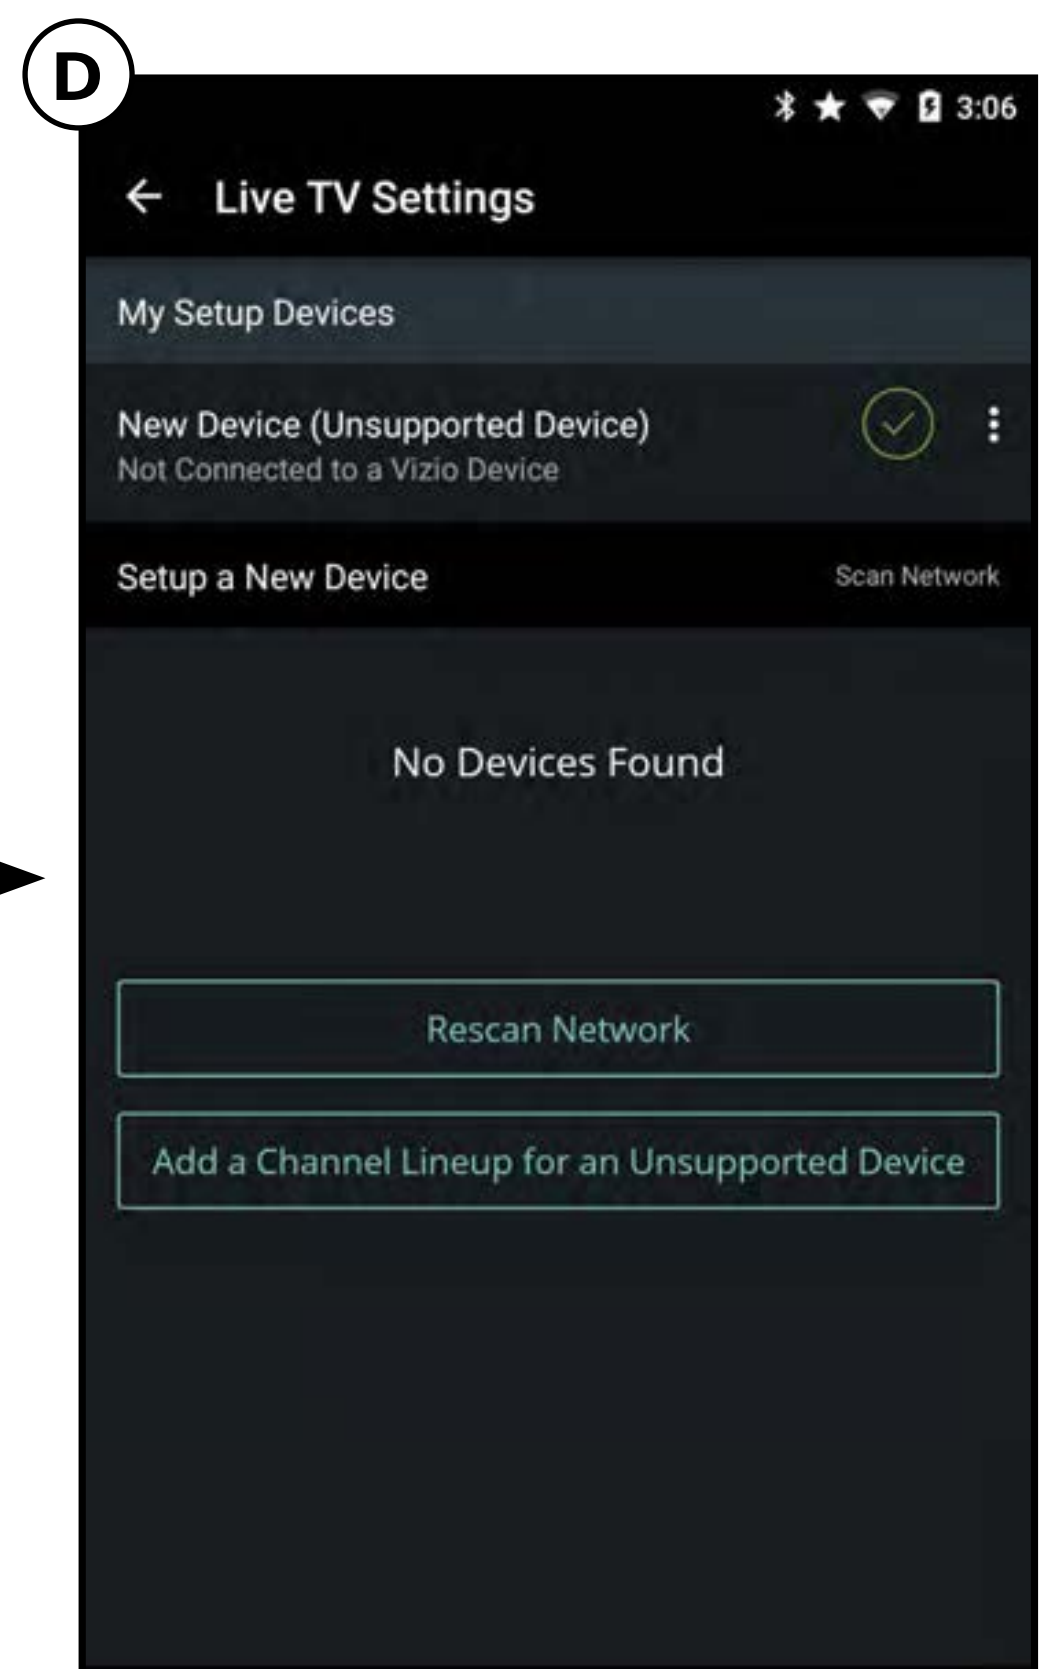 D
3:06
Live TV Settings
My Setup Devices
New Device (Unsupported Device)
Not Connected to a Vizio Device
Setup a New Device Scan Network
No Devices Found
Rescan Network
Add a Channel Lineup for an Unsupported Device